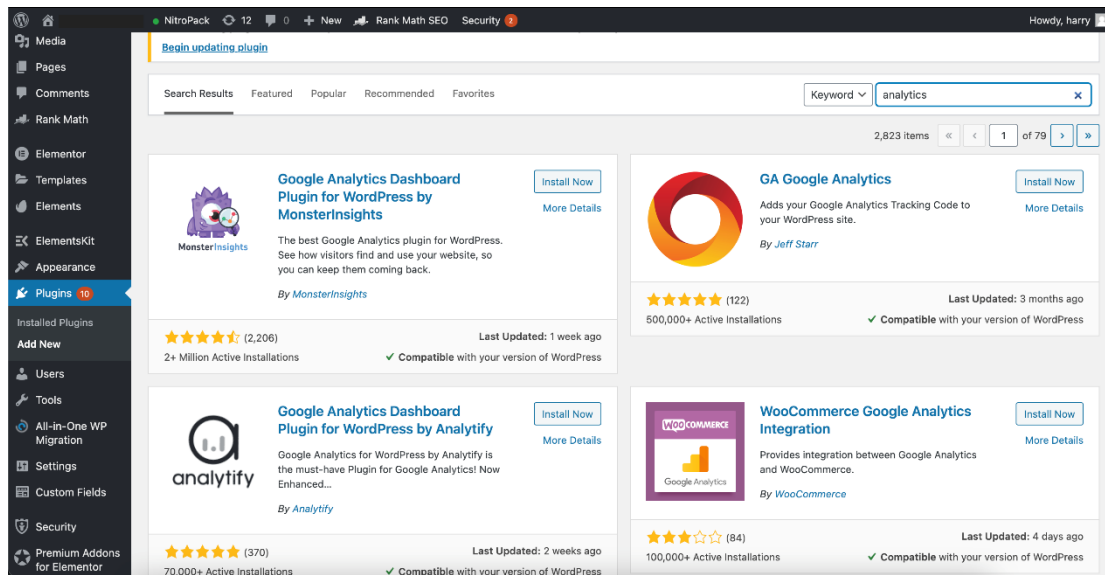 NitroPack 12 0 New Rank Math SEO Security 2 Howdy, harry
Media
Pages
Comments
Rank Math
Elementor
Templates
Elements
ElementsKit
Appearance
Plugins 10
Installed Plugins
Add New
Users
Tools
All-in-One WP
Migration
Settings
Custom Fields
Security
Premium Addons
for Elementor
Begin updating plugin
Search Results Featured Popular Recommended Favorites Keyword analytics
2,823 items « ‹ 1 of 79 › »
MonsterInsights
Google Analytics Dashboard
Plugin for WordPress by
MonsterInsights
Install Now
More Details
The best Google Analytics plugin for WordPress.
See how visitors find and use your website, so
you can keep them coming back.
By MonsterInsights
(2,206)
Last Updated: 1 week ago
2+ Million Active Installations
Compatible with your version of WordPress
GA Google Analytics
Install Now
More Details
Adds your Google Analytics Tracking Code to
your WordPress site.
By Jeff Starr
(122)
Last Updated: 3 months ago
500,000+ Active Installations
Compatible with your version of WordPress
analytify
Google Analytics Dashboard
Plugin for WordPress by Analytify
Install Now
More Details
Google Analytics for WordPress by Analytify is
the must-have Plugin for Google Analytics! Now
Enhanced...
By Analytify
(370)
Last Updated: 2 weeks ago
70,000+ Active Installations
Compatible with your version of WordPress
WOO COMMERCE
Google Analytics
WooCommerce Google Analytics
Integration
Install Now
More Details
Provides integration between Google Analytics
and WooCommerce.
By WooCommerce
(84)
Last Updated: 4 days ago
100,000+ Active Installations
Compatible with your version of WordPress